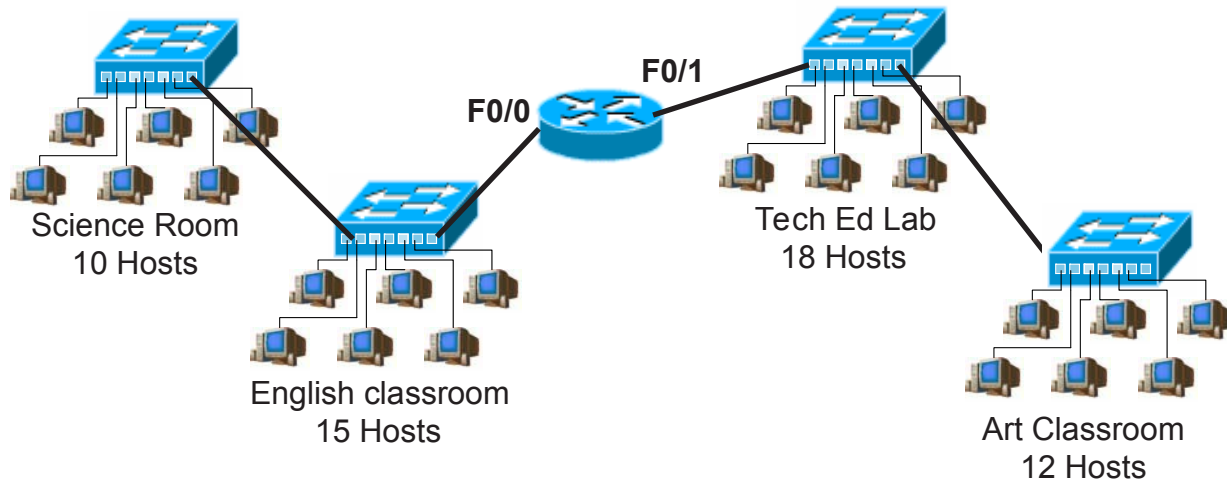 F0/0
F0/1
Science Room
10 Hosts
English classroom
15 Hosts
Tech Ed Lab
18 Hosts
Art Classroom
12 Hosts